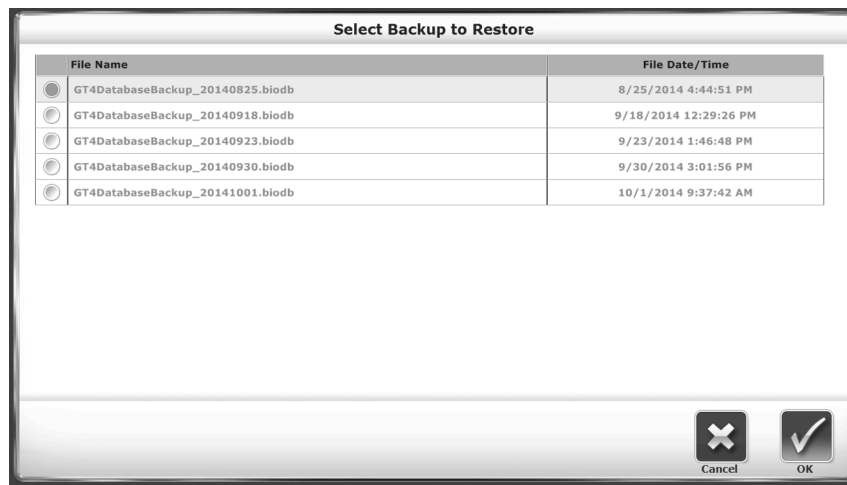 Select Backup to Restore
File Name File Date/Time
GT4DatabaseBackup_20140825.biodb 8/25/2014 4:44:51 PM
GT4DatabaseBackup_20140918.biodb 9/18/2014 12:29:26 PM
GT4DatabaseBackup_20140923.biodb 9/23/2014 1:46:48 PM
GT4DatabaseBackup_20140930.biodb 9/30/2014 3:01:56 PM
GT4DatabaseBackup_20141001.biodb 10/1/2014 9:37:42 AM
Cancel OK